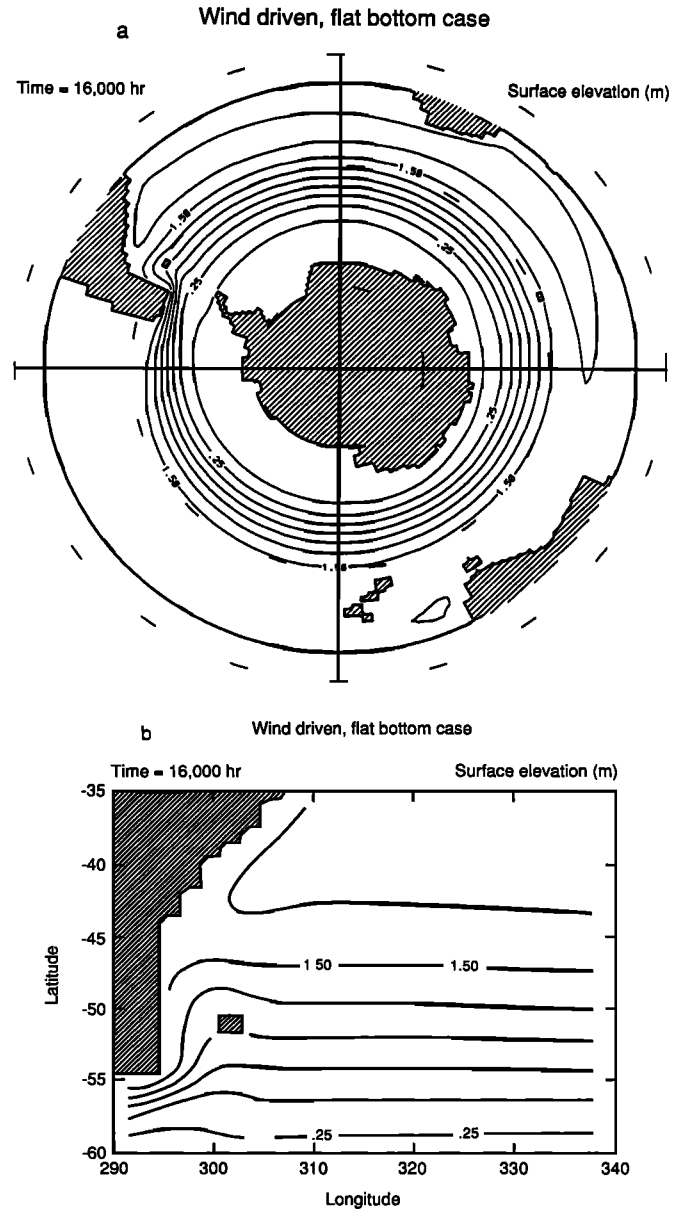 a
Wind driven, flat bottom case
Time = 16,000 hr
Surface elevation (m)
1.50
1.50
.25
.25
.25
.25
1.50
1.50
b
Wind driven, flat bottom case
Time = 16,000 hr
Surface elevation (m)
-35
-40
-45
-50
-55
-60
Latitude
1 50
1.50
.25
.25
290
300
310
320
330
340
Longitude